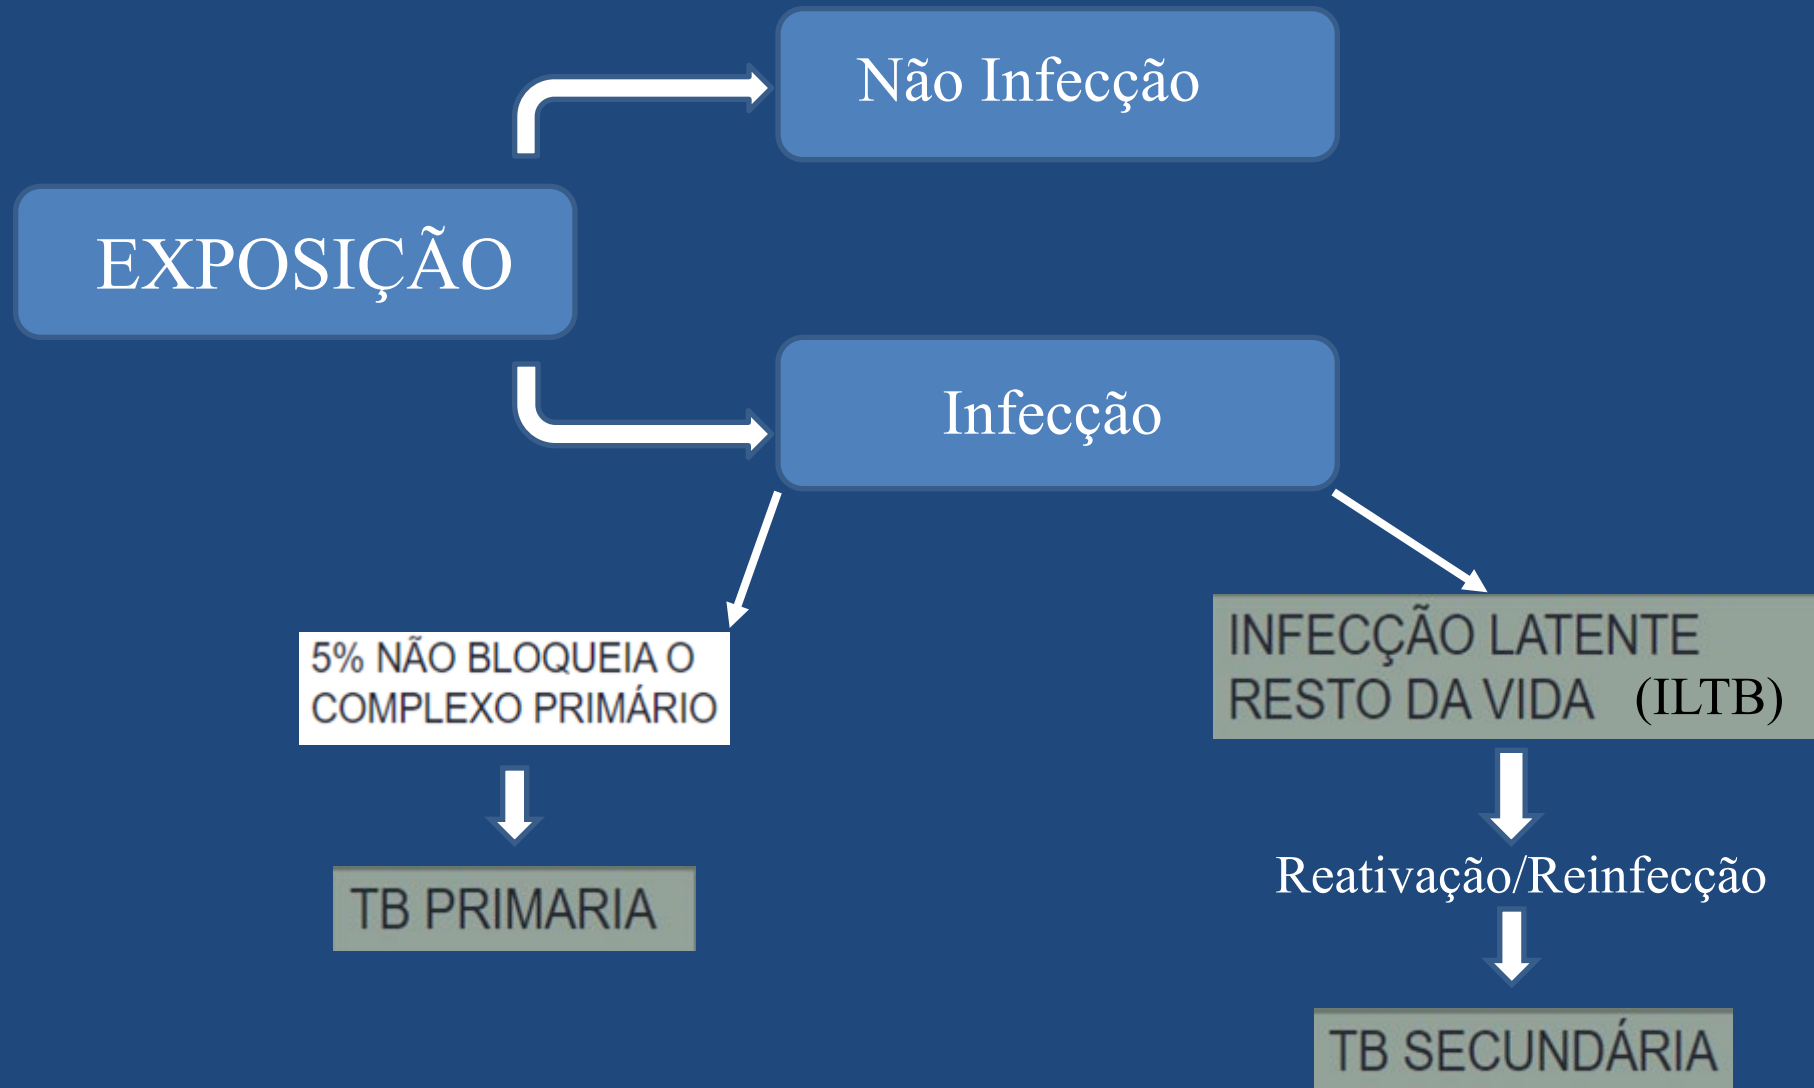 Não Infecção
EXPOSIÇÃO
Infecção
5% NÃO BLOQUEIA O
COMPLEXO PRIMÁRIO
INFECÇÃO LATENTE
RESTO DA VIDA (ILTB)
TB PRIMARIA
Reativação/Reinfecção
TB SECUNDÁRIA